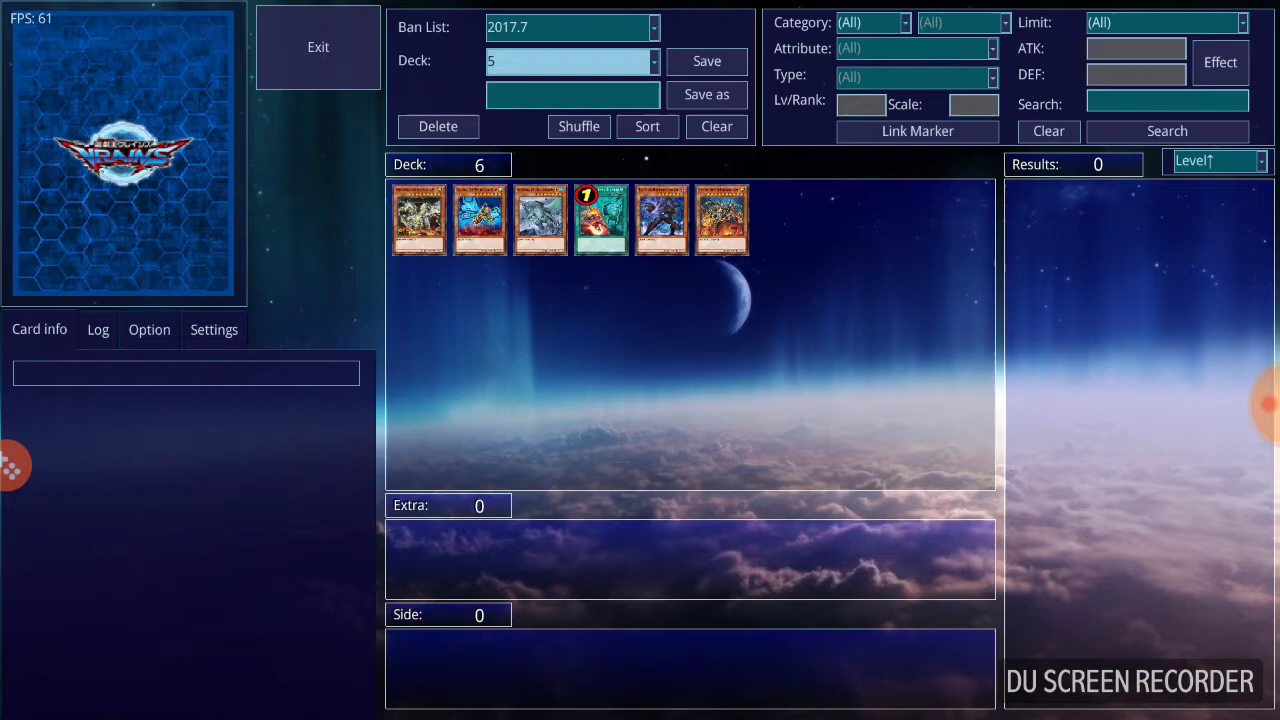 FPS: 61
Exit
Ban List: 2017.7
Deck: 5 Save
Save as
Delete Shuffle Sort Clear
Category: (All) (All) Limit: (All)
Attribute: (All) ATK:
Type: (All) DEF: Effect
Lv/Rank: Scale: Search:
Link Marker Clear Search
Deck: 6
Results: 0 Level↑
VRAINS
1
Card info Log Option Settings
Extra: 0
Side: 0
DU SCREEN RECORDER